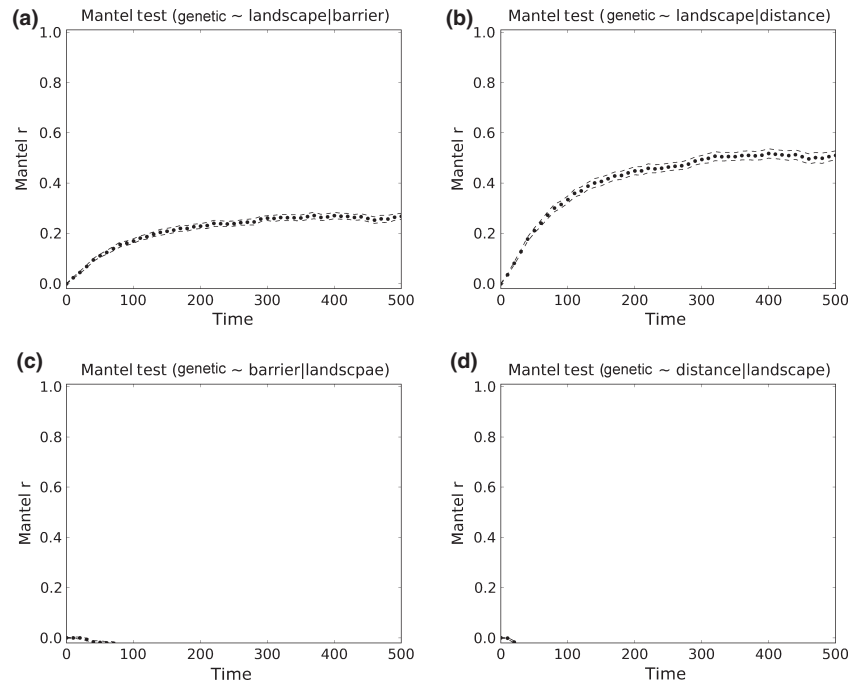 (a) Mantel test (genetic ~ landscape|barrier)
1.0
0.8
0.6
0.4
0.2
0.0
Mantel r
0 100 200 300 400 500
Time
(b) Mantel test (genetic ~ landscape|distance)
1.0
0.8
0.6
0.4
0.2
0.0
Mantel r
0 100 200 300 400 500
Time
(c) Mantel test (genetic ~ barrier|landscpae)
1.0
0.8
0.6
0.4
0.2
0.0
Mantel r
0 100 200 300 400 500
Time
(d) Mantel test (genetic ~ distance|landscape)
1.0
0.8
0.6
0.4
0.2
0.0
Mantel r
0 100 200 300 400 500
Time